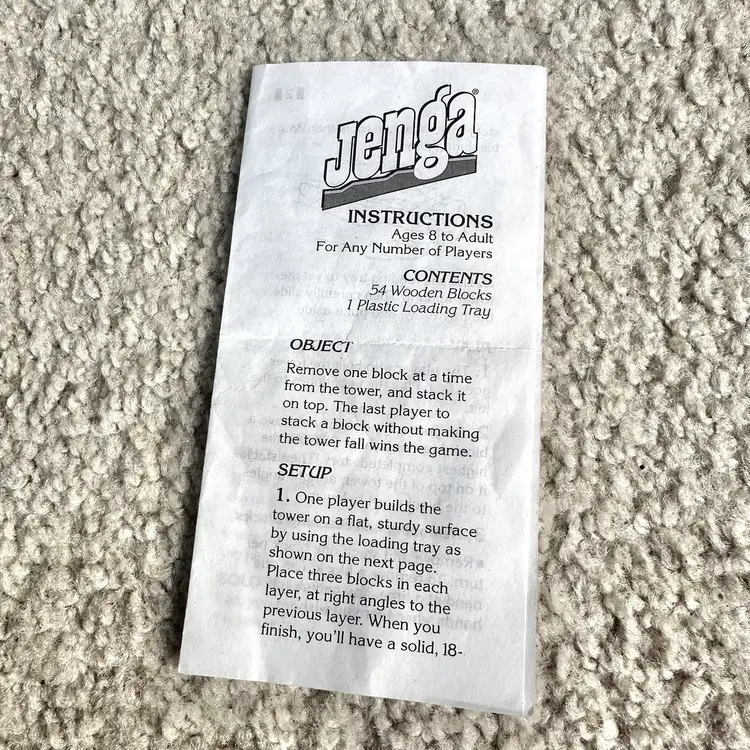 Jenga®
INSTRUCTIONS
Ages 8 to Adult
For Any Number of Players
CONTENTS
54 Wooden Blocks
1 Plastic Loading Tray
OBJECT
Remove one block at a time
from the tower, and stack it
on top. The last player to
stack a block without making
the tower fall wins the game.
SETUP
1. One player builds the
tower on a flat, sturdy surface
by using the loading tray as
shown on the next page.
Place three blocks in each
layer, at right angles to the
previous layer. When you
finish, you'll have a solid, 18-